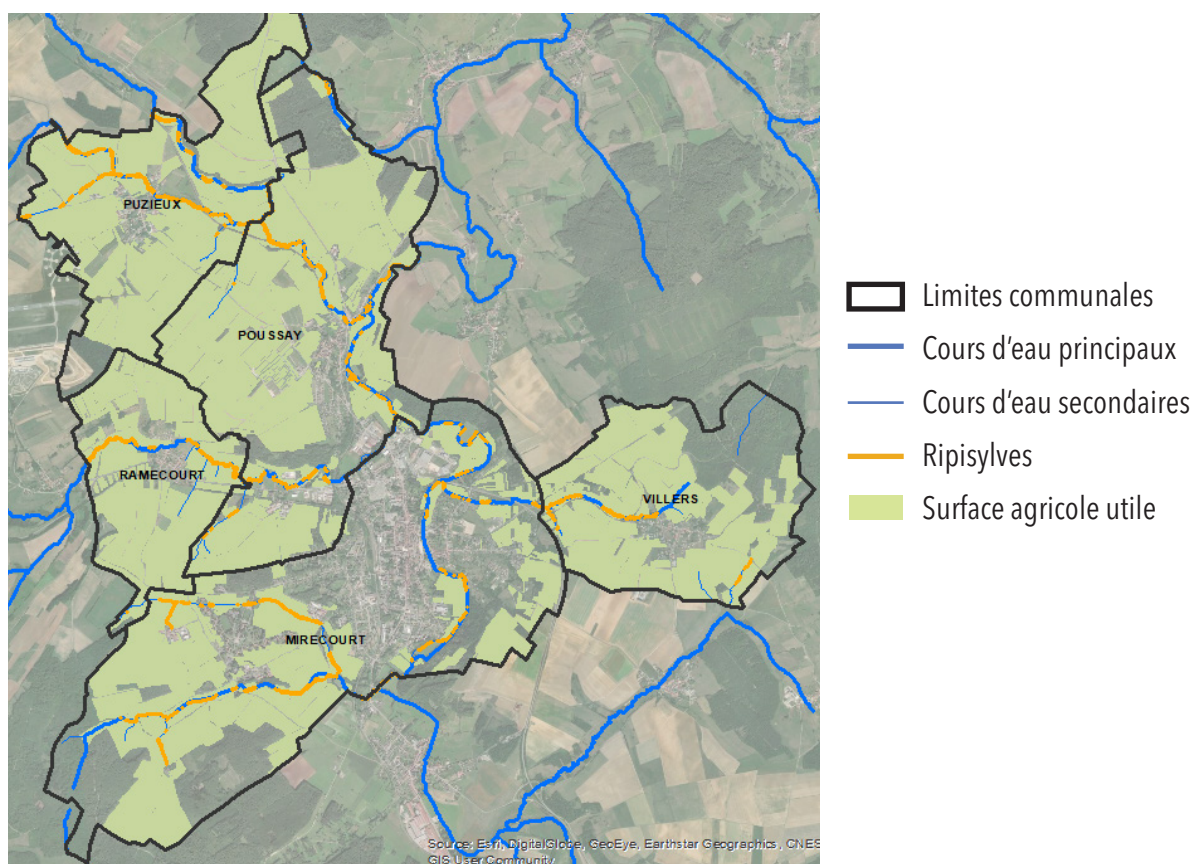 PUZIEUX
POUSSAY
RAMECOURT
VILLERS
MIRECOURT
Source: Esri, DigitalGlobe, GeoEye, Earthstar Geographics, CNES
GIS User Community
Limites communales
Cours d'eau principaux
Cours d'eau secondaires
Ripisylves
Surface agricole utile